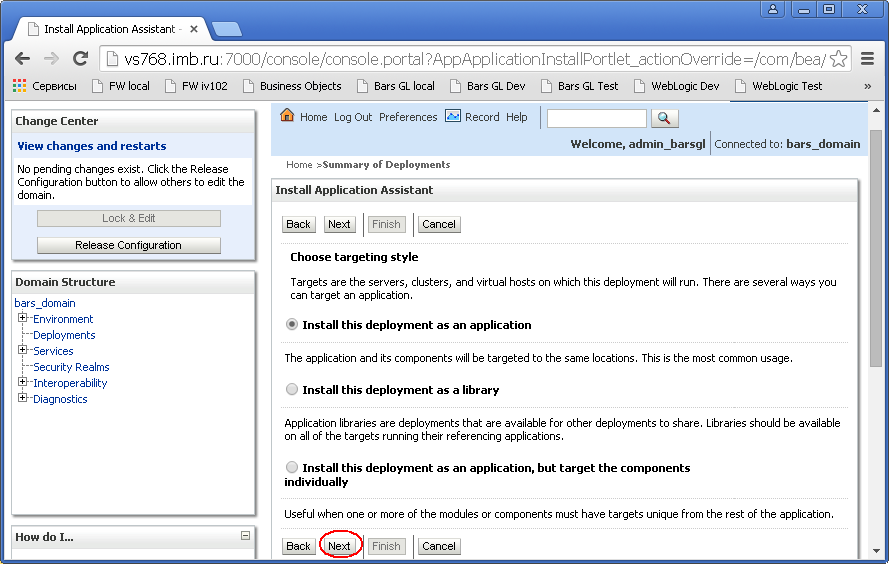 Install Application Assistant -
vs768.imb.ru:7000/console/console.portal?AppApplicationInstallPortlet_actionOverride=/com/bea/
Сервисы FW local FW iv102 Business Objects Bars GL local Bars GL Dev Bars GL Test WebLogic Dev WebLogic Test »
Change Center
View changes and restarts
No pending changes exist. Click the Release
Configuration button to allow others to edit the
domain.
Lock & Edit
Release Configuration
Domain Structure
bars_domain
Environment
Deployments
Services
Security Realms
Interoperability
Diagnostics
How do I...
Home Log Out Preferences Record Help
Welcome, admin_barsgl Connected to: bars_domain
Home >Summary of Deployments
Install Application Assistant
Back Next Finish Cancel
Choose targeting style
Targets are the servers, clusters, and virtual hosts on which this deployment will run. There are several ways you
can target an application.
Install this deployment as an application
The application and its components will be targeted to the same locations. This is the most common usage.
Install this deployment as a library
Application libraries are deployments that are available for other deployments to share. Libraries should be available
on all of the targets running their referencing applications.
Install this deployment as an application, but target the components
individually
Useful when one or more of the modules or components must have targets unique from the rest of the application.
Back Next Finish Cancel